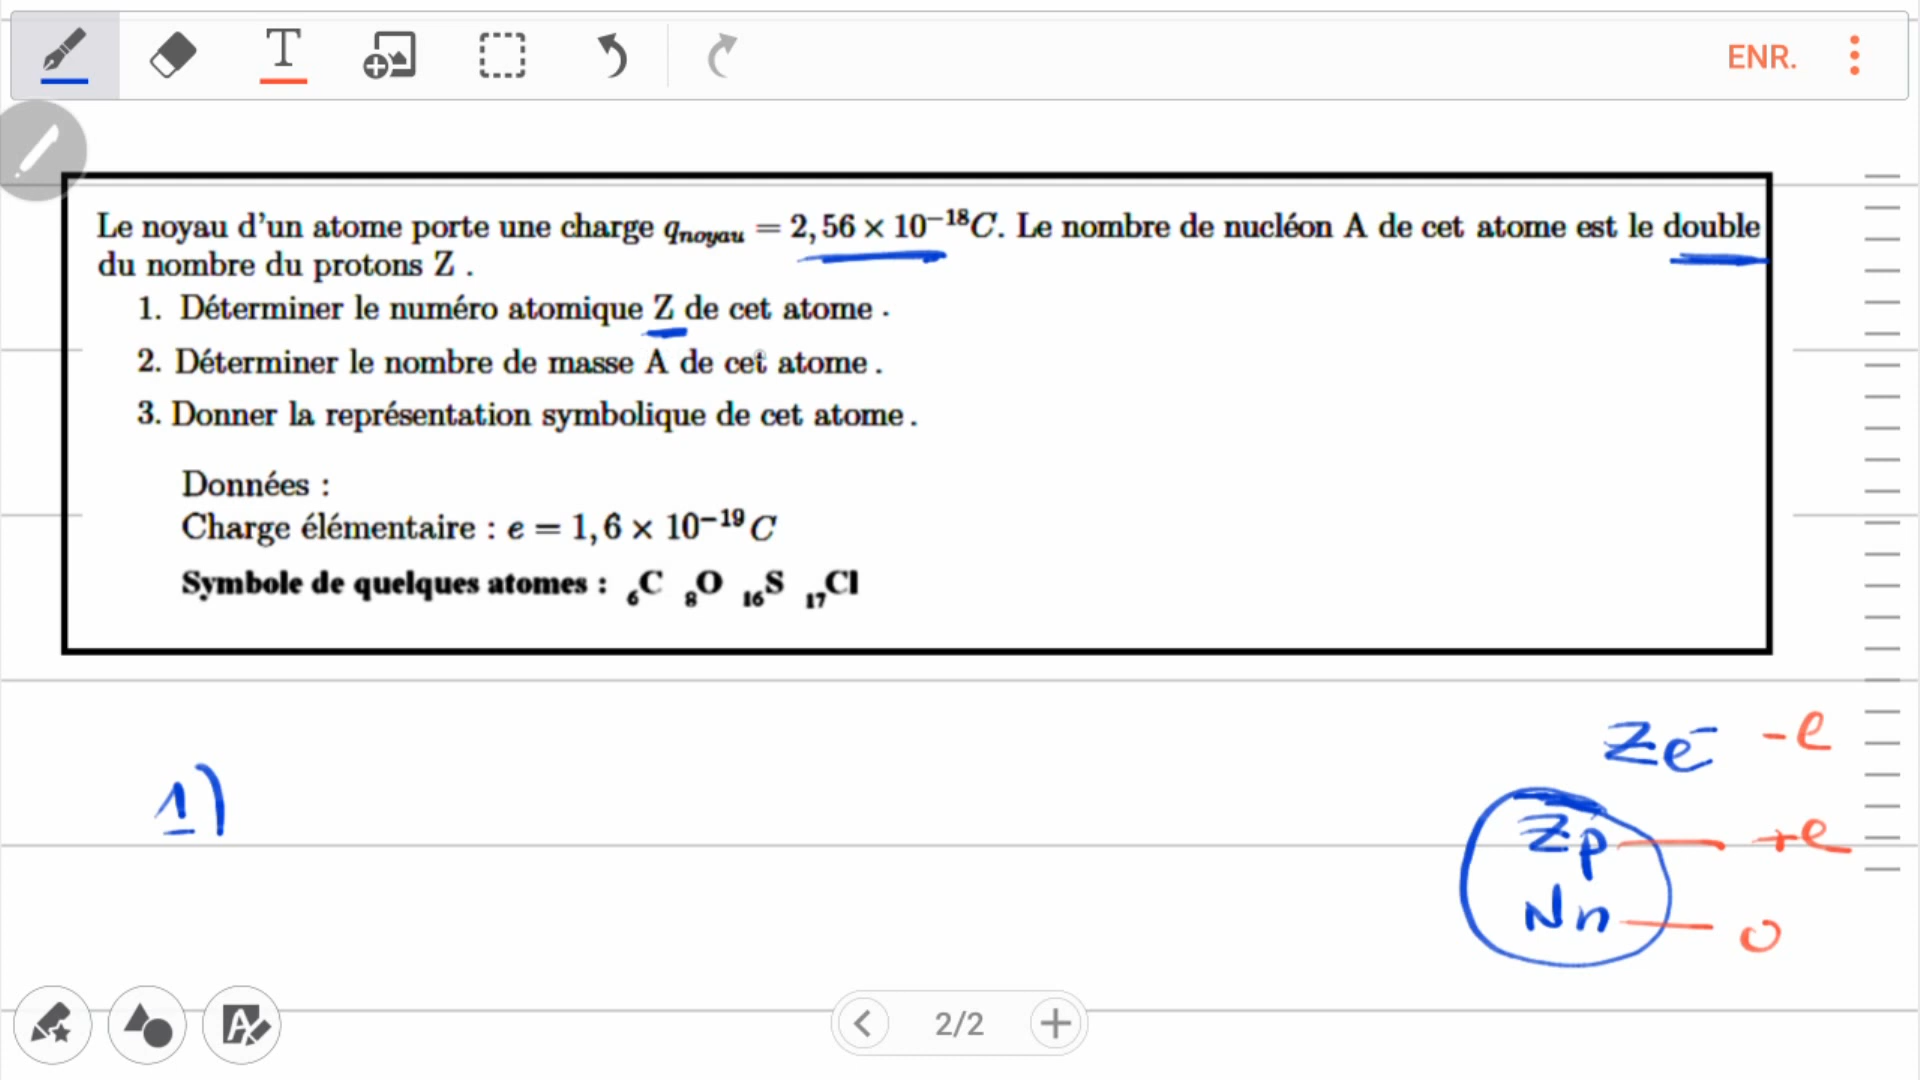 T
ENR.
Le noyau d'un atome porte une charge qnoyau = 2, 56 × 10⁻¹⁸C. Le nombre de nucléon A de cet atome est le double
du nombre du protons Z .
1. Déterminer le numéro atomique Z de cet atome .
2. Déterminer le nombre de masse A de cet atome .
3. Donner la représentation symbolique de cet atome .
Données :
Charge élémentaire : e = 1, 6 × 10⁻¹⁹ C
Symbole de quelques atomes : ₆C ₈O ₁₆S ₁₇Cl
Ze⁻ -e
1)
Zp +e
Nn 0
2/2